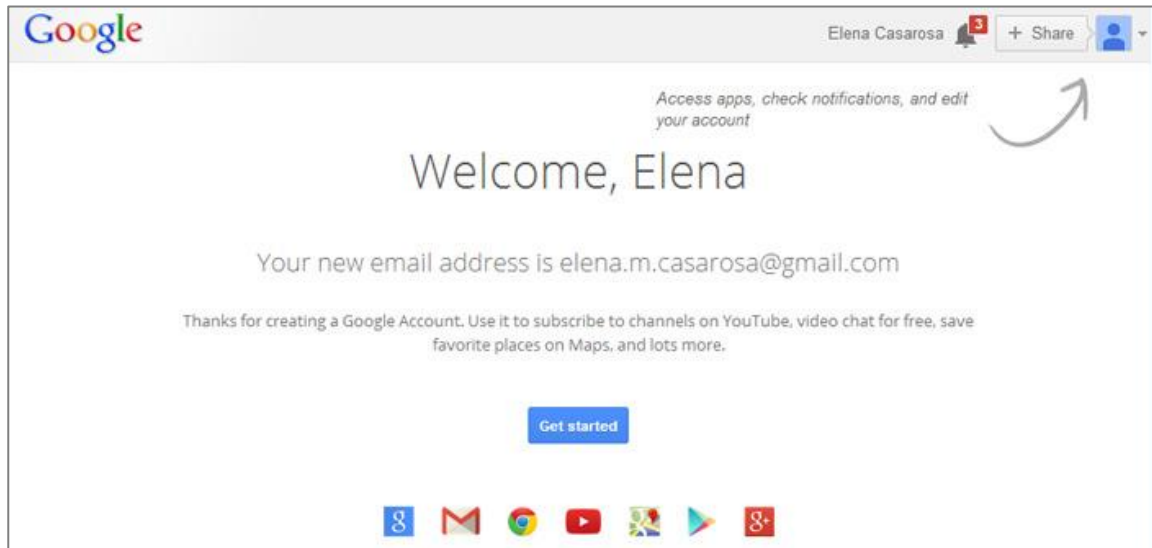 Google
Elena Casarosa 3 + Share
Access apps, check notifications, and edit
your account
Welcome, Elena
Your new email address is elena.m.casarosa@gmail.com
Thanks for creating a Google Account. Use it to subscribe to channels on YouTube, video chat for free, save
favorite places on Maps, and lots more.
Get started
8 8+